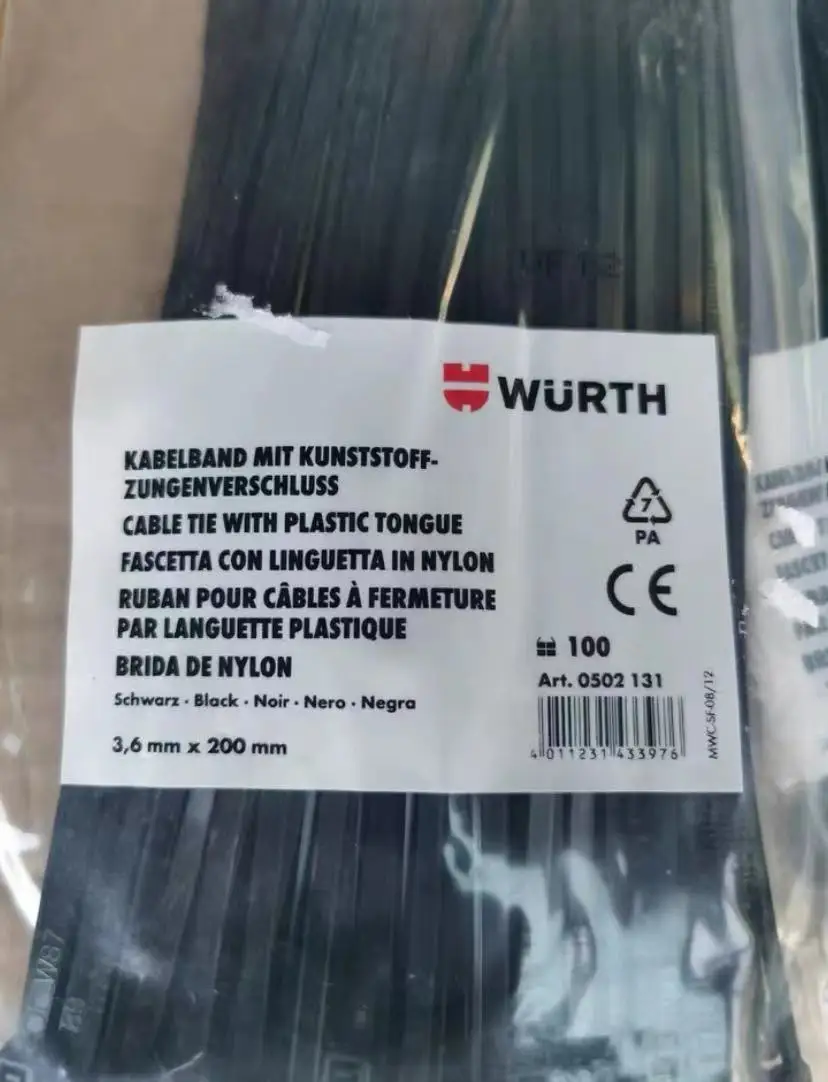 WÜRTH
KABELBAND MIT KUNSTSTOFF-
ZUNGENVERSCHLUSS
CABLE TIE WITH PLASTIC TONGUE
FASCETTA CON LINGUETTA IN NYLON
RUBAN POUR CÂBLES À FERMETURE
PAR LANGUETTE PLASTIQUE
BRIDA DE NYLON
Schwarz · Black · Noir · Nero · Negra
3,6 mm x 200 mm
7
PA
CE
100
Art. 0502 131
4 011231 433976
MWC-SF-08/12